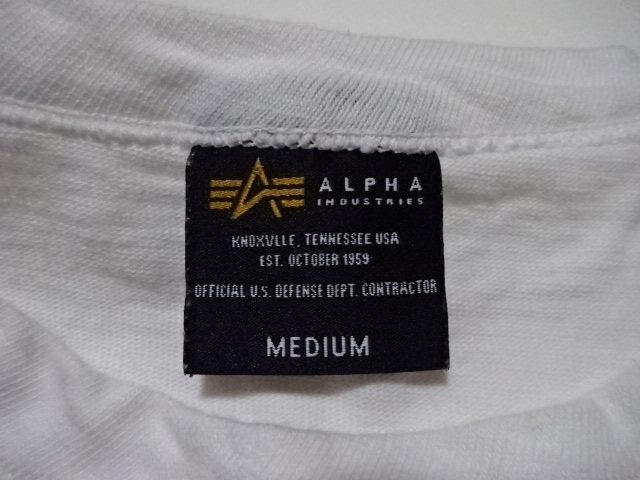 ALPHA
INDUSTRIES
KNOXVLLE, TENNESSEE USA
EST. OCTOBER 1959
OFFICIAL U.S. DEFENSE DEPT. CONTRACTOR
MEDIUM